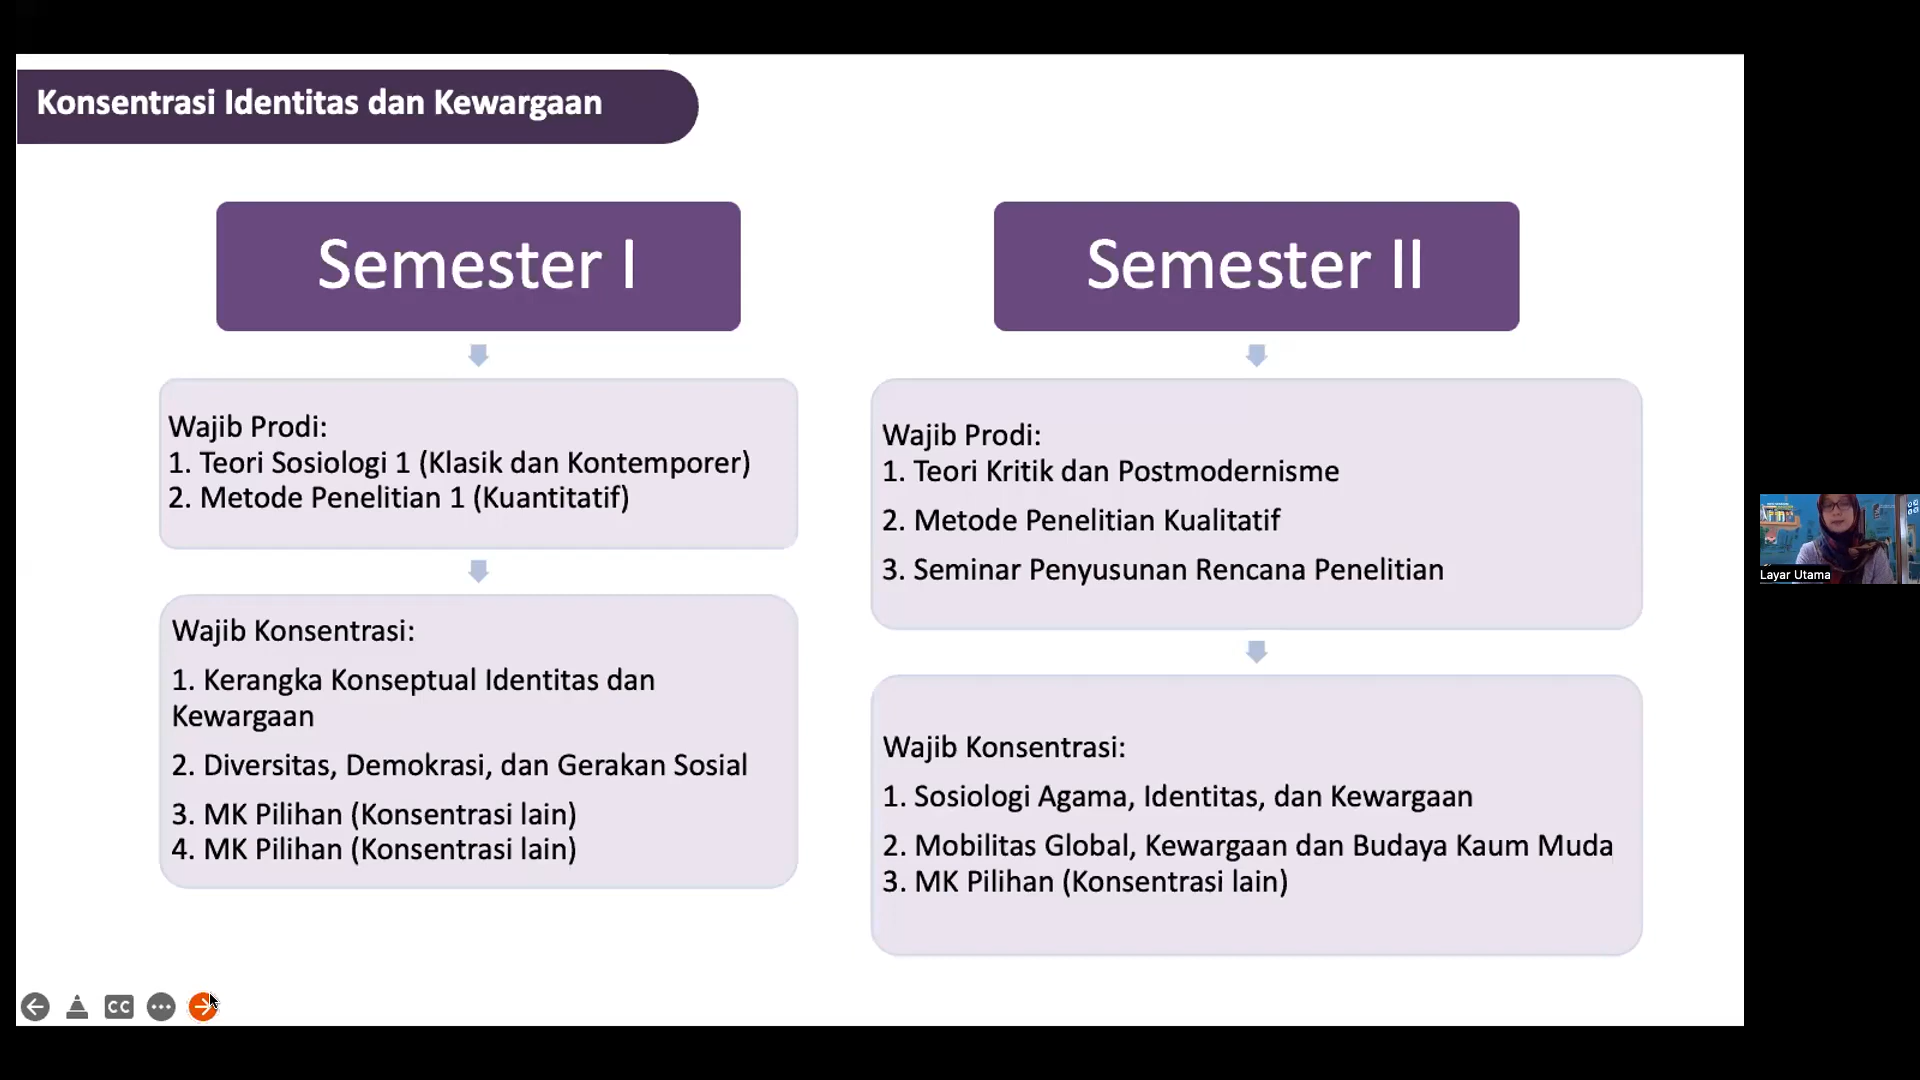 Konsentrasi Identitas dan Kewargaan
Semester I
Wajib Prodi:
1. Teori Sosiologi 1 (Klasik dan Kontemporer)
2. Metode Penelitian 1 (Kuantitatif)
Wajib Konsentrasi:
1. Kerangka Konseptual Identitas dan
Kewargaan
2. Diversitas, Demokrasi, dan Gerakan Sosial
3. MK Pilihan (Konsentrasi lain)
4. MK Pilihan (Konsentrasi lain)
Semester II
Wajib Prodi:
1. Teori Kritik dan Postmodernisme
2. Metode Penelitian Kualitatif
3. Seminar Penyusunan Rencana Penelitian
Wajib Konsentrasi:
1. Sosiologi Agama, Identitas, dan Kewargaan
2. Mobilitas Global, Kewargaan dan Budaya Kaum Muda
3. MK Pilihan (Konsentrasi lain)
Layar Utama
CC